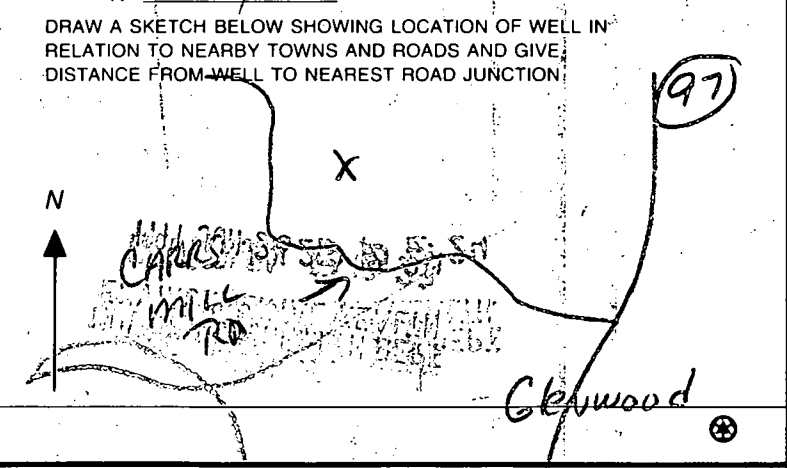 DRAW A SKETCH BELOW SHOWING LOCATION OF WELL IN
RELATION TO NEARBY TOWNS AND ROADS AND GIVE
DISTANCE FROM WELL TO NEAREST ROAD JUNCTION
97
X
N
CARRS
MILL
RD
Glenwood